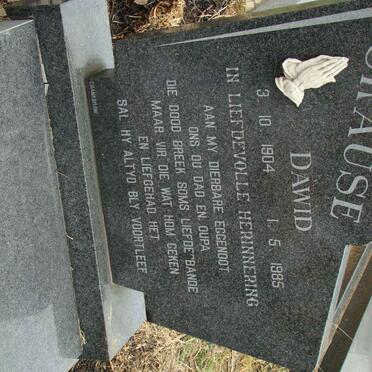 KRAUSE
DAWID
3. 10 1904 1. 5 1985
IN LIEFDEVOLLE HERINNERING
AAN MY DIERBARE EGGENOOT
ONS OU DAD EN OUPA
DIE DOOD BREEK SOMS LIEFDE'BANDE
MAAR VIR DIE WAT HOM GEKEN
EN LIEFGEHAD HET,
SAL HY ALTYD BLY VOORTLEEF